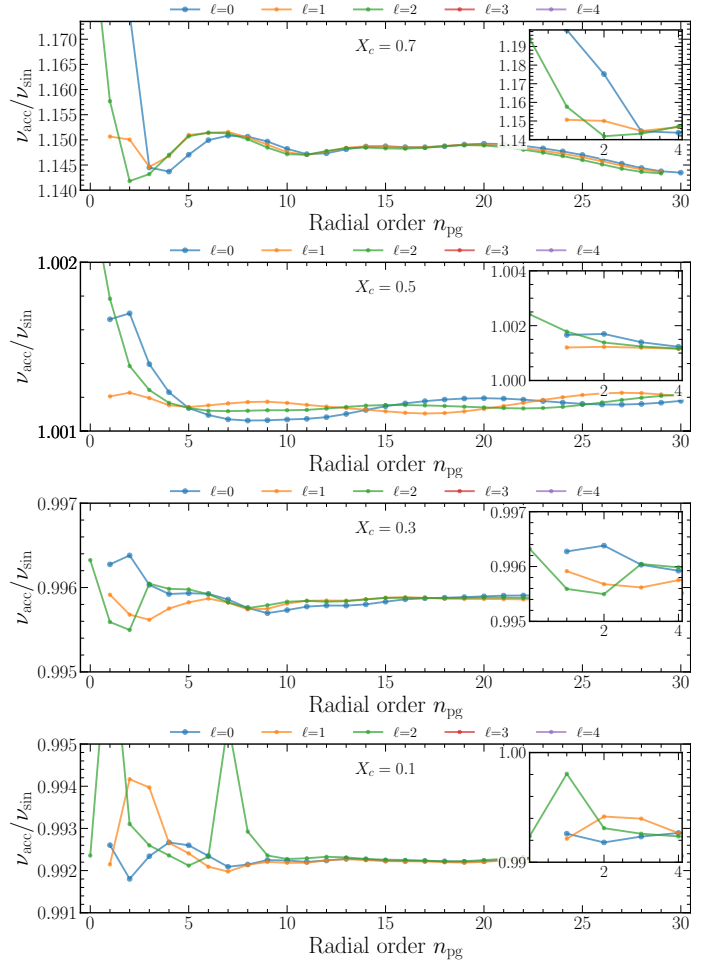 ℓ=0 ℓ=1 ℓ=2 ℓ=3 ℓ=4
ν_acc/ν_sin
X_c = 0.7
1.170
1.165
1.160
1.155
1.150
1.145
1.140
1.19
1.18
1.17
1.16
1.15
1.14
2 4
0 5 10 15 20 25 30
Radial order n_pg
ℓ=0 ℓ=1 ℓ=2 ℓ=3 ℓ=4
ν_acc/ν_sin
X_c = 0.5
1.002
1.001
1.004
1.002
1.000
2 4
0 5 10 15 20 25 30
Radial order n_pg
ℓ=0 ℓ=1 ℓ=2 ℓ=3 ℓ=4
ν_acc/ν_sin
X_c = 0.3
0.997
0.996
0.995
0.997
0.996
0.995
2 4
0 5 10 15 20 25 30
Radial order n_pg
ℓ=0 ℓ=1 ℓ=2 ℓ=3 ℓ=4
ν_acc/ν_sin
X_c = 0.1
0.995
0.994
0.993
0.992
0.991
1.00
0.99
2 4
0 5 10 15 20 25 30
Radial order n_pg